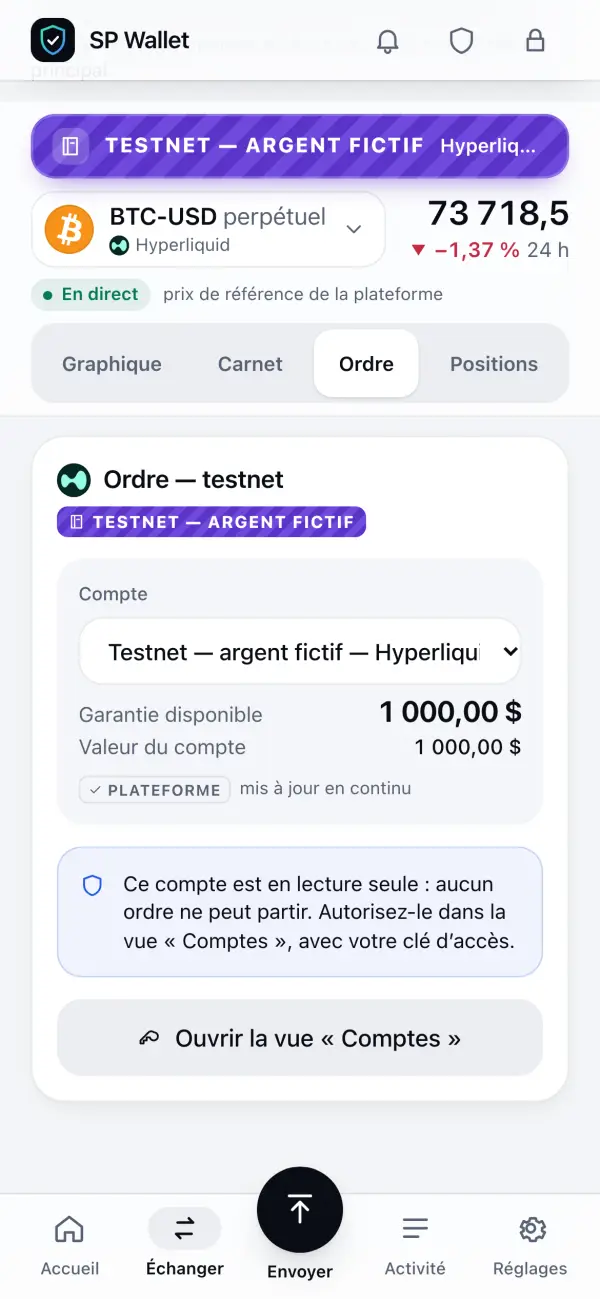 SP Wallet
principal
TESTNET — ARGENT FICTIF Hyperliq...
BTC-USD perpétuel
Hyperliquid
73 718,5
▼ −1,37 % 24 h
En direct
prix de référence de la plateforme
Graphique
Carnet
Ordre
Positions
Ordre — testnet
TESTNET — ARGENT FICTIF
Compte
Testnet — argent fictif — Hyperliqui
Garantie disponible 1 000,00 $
Valeur du compte 1 000,00 $
PLATEFORME mis à jour en continu
Ce compte est en lecture seule : aucun
ordre ne peut partir. Autorisez-le dans la
vue « Comptes », avec votre clé d’accès.
Ouvrir la vue « Comptes »
Accueil
Échanger
Envoyer
Activité
Réglages